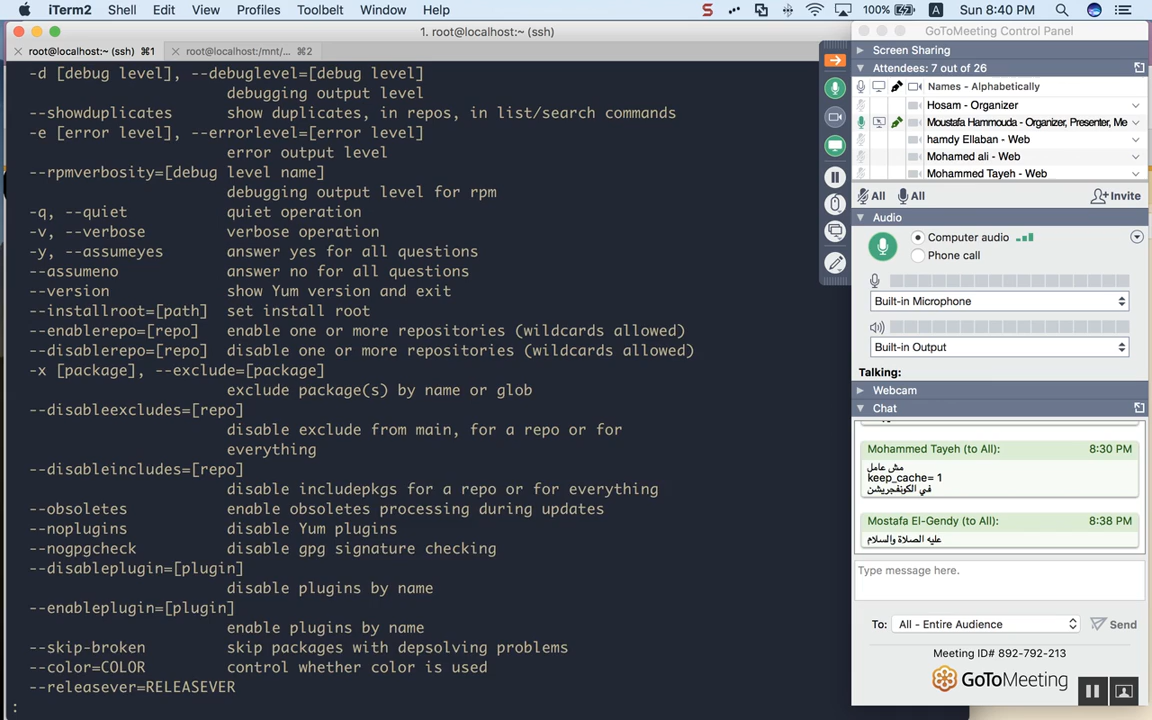 iTerm2 Shell Edit View Profiles Toolbelt Window Help 100% A Sun 8:40 PM
1. root@localhost:~ (ssh)
root@localhost:~ (ssh) ⌘1 root@localhost:/mnt/... ⌘2
-d [debug level], --debuglevel=[debug level]
debugging output level
--showduplicates show duplicates, in repos, in list/search commands
-e [error level], --errorlevel=[error level]
error output level
--rpmverbosity=[debug level name]
debugging output level for rpm
-q, --quiet quiet operation
-v, --verbose verbose operation
-y, --assumeyes answer yes for all questions
--assumeno answer no for all questions
--version show Yum version and exit
--installroot=[path] set install root
--enablerepo=[repo] enable one or more repositories (wildcards allowed)
--disablerepo=[repo] disable one or more repositories (wildcards allowed)
-x [package], --exclude=[package]
exclude package(s) by name or glob
--disableexcludes=[repo]
disable exclude from main, for a repo or for
everything
--disableincludes=[repo]
disable includepkgs for a repo or for everything
--obsoletes enable obsoletes processing during updates
--noplugins disable Yum plugins
--nogpgcheck disable gpg signature checking
--disableplugin=[plugin]
disable plugins by name
--enableplugin=[plugin]
enable plugins by name
--skip-broken skip packages with depsolving problems
--color=COLOR control whether color is used
--releasever=RELEASEVER
:
GoToMeeting Control Panel
Screen Sharing
Attendees: 7 out of 26
Names - Alphabetically
Hosam - Organizer
Moustafa Hammouda - Organizer, Presenter, Me
hamdy Ellaban - Web
Mohamed ali - Web
Mohammed Tayeh - Web
All All Invite
Audio
Computer audio
Phone call
Built-in Microphone
Built-in Output
Talking:
Webcam
Chat
Mohammed Tayeh (to All): 8:30 PM
مش عامل
keep_cache= 1
في الكونفجريشن
Mostafa El-Gendy (to All): 8:38 PM
عليه الصلاة والسلام
Type message here.
To: All - Entire Audience Send
Meeting ID# 892-792-213
GoToMeeting